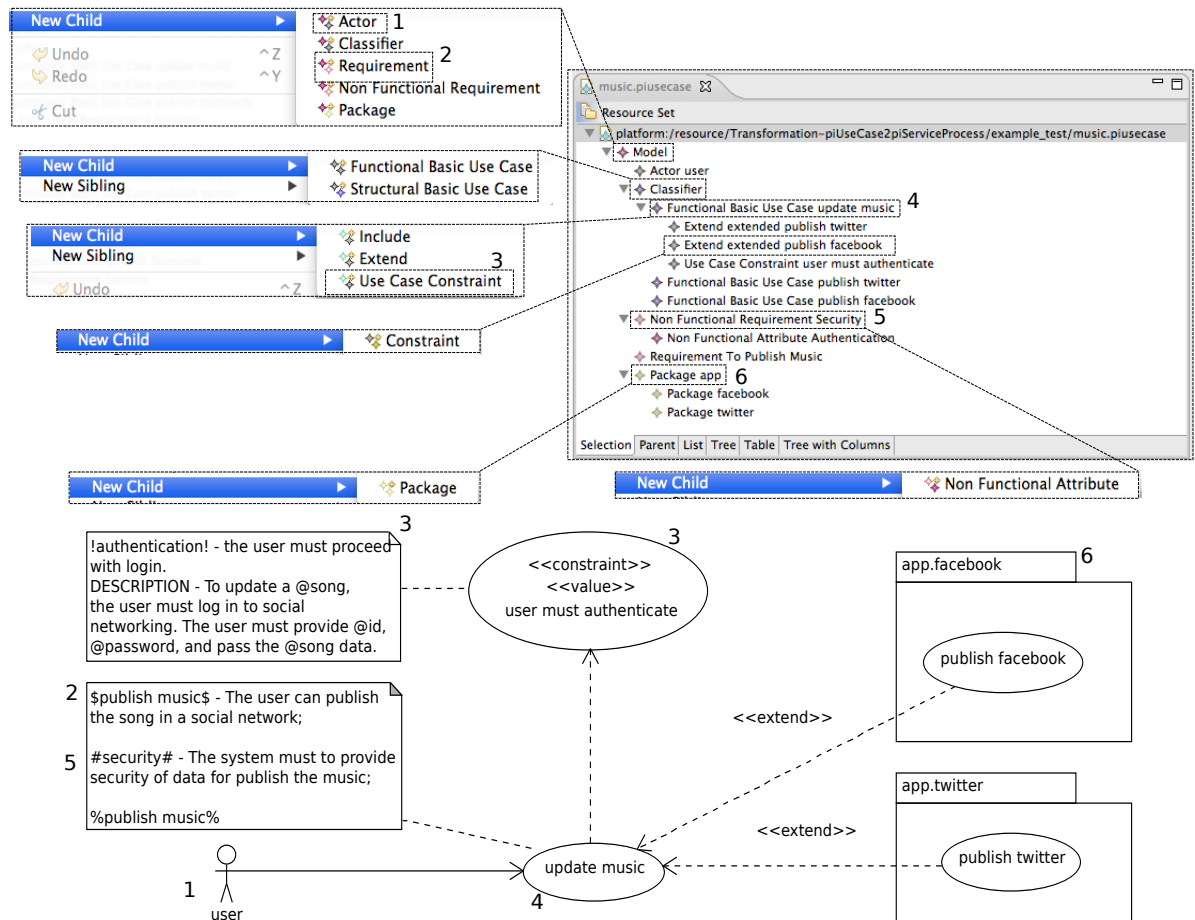 New Child
Undo ^Z
Redo ^Y
Cut
Actor 1
Classifier
Requirement 2
Non Functional Requirement
Package
New Child
New Sibling
Functional Basic Use Case
Structural Basic Use Case
New Child
New Sibling
Undo ^Z
Include
Extend
Use Case Constraint 3
New Child
Constraint
music.piusecase
Resource Set
platform:/resource/Transformation-piUseCase2piServiceProcess/example_test/music.piusecase
Model
Actor user
Classifier
Functional Basic Use Case update music 4
Extend extended publish twitter
Extend extended publish facebook
Use Case Constraint user must authenticate
Functional Basic Use Case publish twitter
Functional Basic Use Case publish facebook
Non Functional Requirement Security 5
Non Functional Attribute Authentication
Requirement To Publish Music
Package app 6
Package facebook
Package twitter
Selection Parent List Tree Table Tree with Columns
New Child
Package
New Child
Non Functional Attribute
3
!authentication! - the user must proceed
with login.
DESCRIPTION - To update a @song,
the user must log in to social
networking. The user must provide @id,
@password, and pass the @song data.
3
<<constraint>>
<<value>>
user must authenticate
6
app.facebook
publish facebook
2
$publish music$ - The user can publish
the song in a social network;
5
#security# - The system must to provide
security of data for publish the music;
%publish music%
<<extend>>
app.twitter
<<extend>>
publish twitter
update music
4
1
user